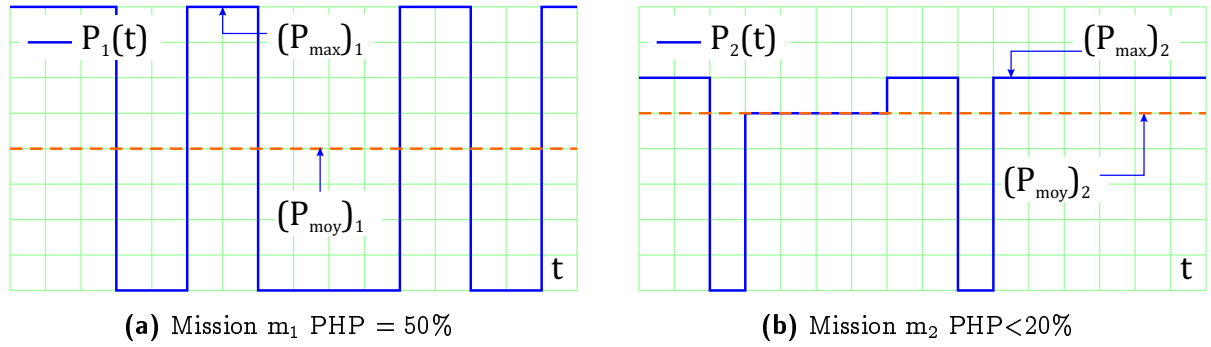 P₁(t)
(Pmax)₁
(Pmoy)₁
t
(a) Mission m₁ PHP = 50%
P₂(t)
(Pmax)₂
(Pmoy)₂
t
(b) Mission m₂ PHP<20%